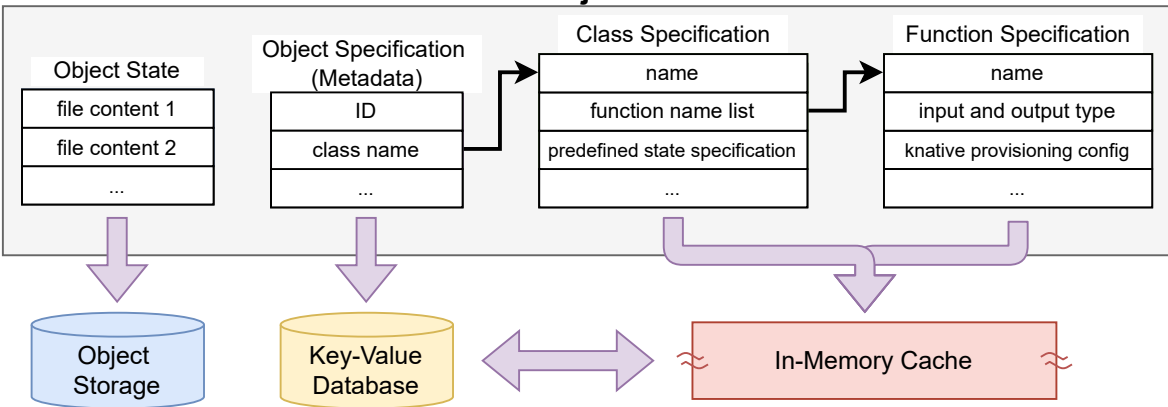 Object State
file content 1
file content 2
...
Object Specification
(Metadata)
ID
class name
...
Class Specification
name
function name list
predefined state specification
...
Function Specification
name
input and output type
knative provisioning config
...
Object
Storage
Key-Value
Database
In-Memory Cache